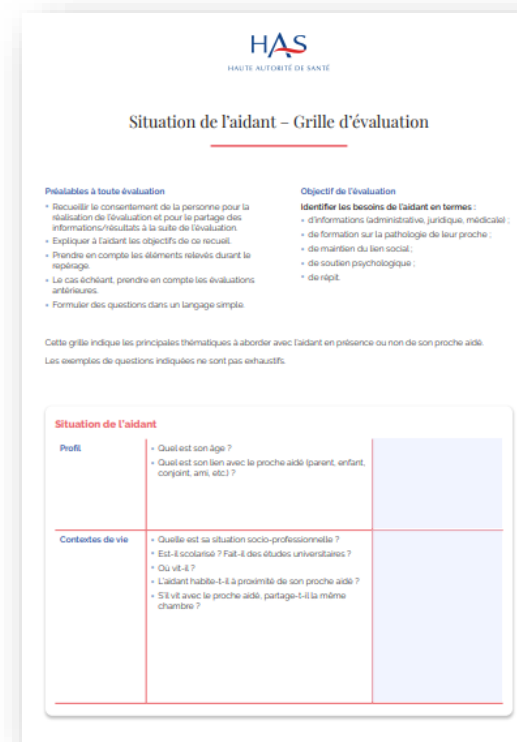 HAS
HAUTE AUTORITÉ DE SANTÉ
Situation de l'aidant – Grille d'évaluation
Préalables à toute évaluation
• Recueillir le consentement de la personne pour la
réalisation de l'évaluation et pour le partage des
informations/résultats à la suite de l'évaluation.
• Expliquer à l'aidant les objectifs de ce recueil.
• Prendre en compte les éléments relevés durant le
repérage.
• Le cas échéant, prendre en compte les évaluations
antérieures.
• Formuler des questions dans un langage simple.
Objectif de l'évaluation
Identifier les besoins de l'aidant en termes :
• d'informations (administrative, juridique, médicale) ;
• de formation sur la pathologie de leur proche ;
• de maintien du lien social ;
• de soutien psychologique ;
• de répit.
Cette grille indique les principales thématiques à aborder avec l'aidant en présence ou non de son proche aidé.
Les exemples de questions indiquées ne sont pas exhaustifs.
Situation de l'aidant
Profil
• Quel est son âge ?
• Quel est son lien avec le proche aidé (parent, enfant,
conjoint, ami, etc.) ?
Contextes de vie
• Quelle est sa situation socio-professionnelle ?
• Est-il scolarisé ? Fait-il des études universitaires ?
• Où vit-il ?
• L'aidant habite-t-il à proximité de son proche aidé ?
• S'il vit avec le proche aidé, partage-t-il la même
chambre ?